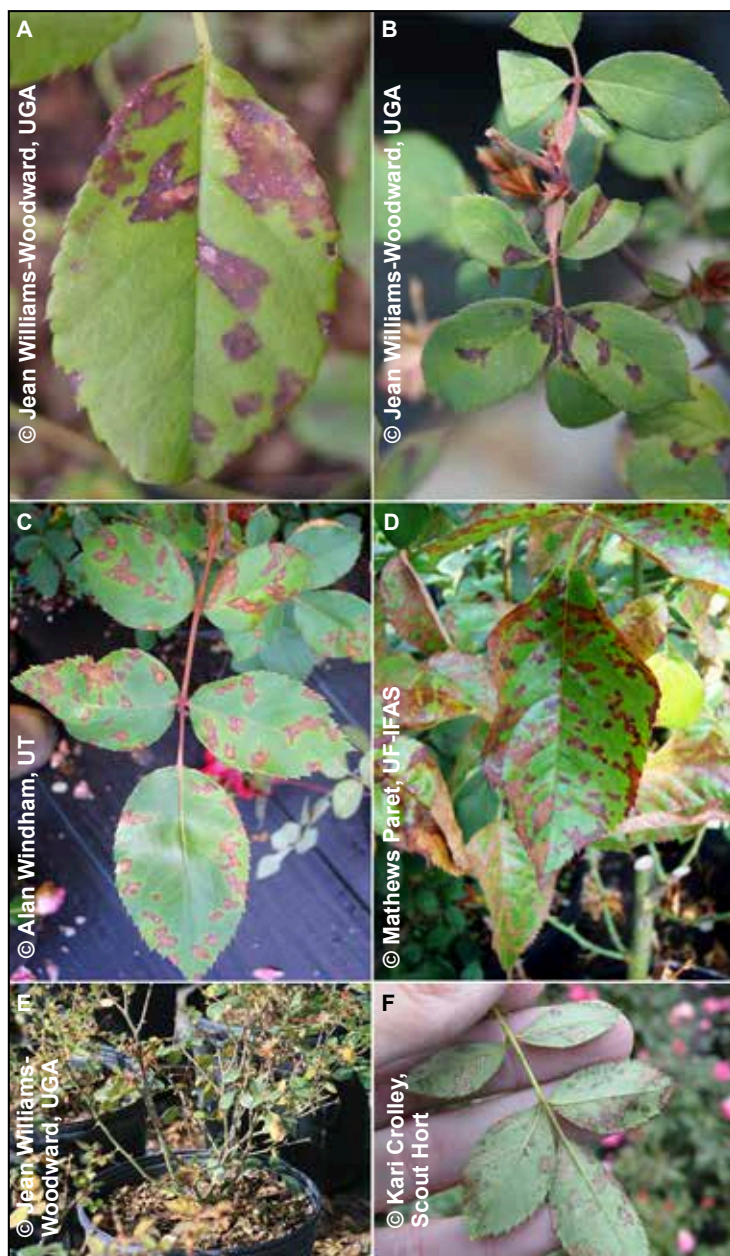 A
© Jean Williams-Woodward, UGA
B
© Jean Williams-Woodward, UGA
C
© Alan Windham, UT
D
© Mathews Paret, UF-IFAS
E
© Jean Williams-
Woodward, UGA
F
© Kari Crolley,
Scout Hort